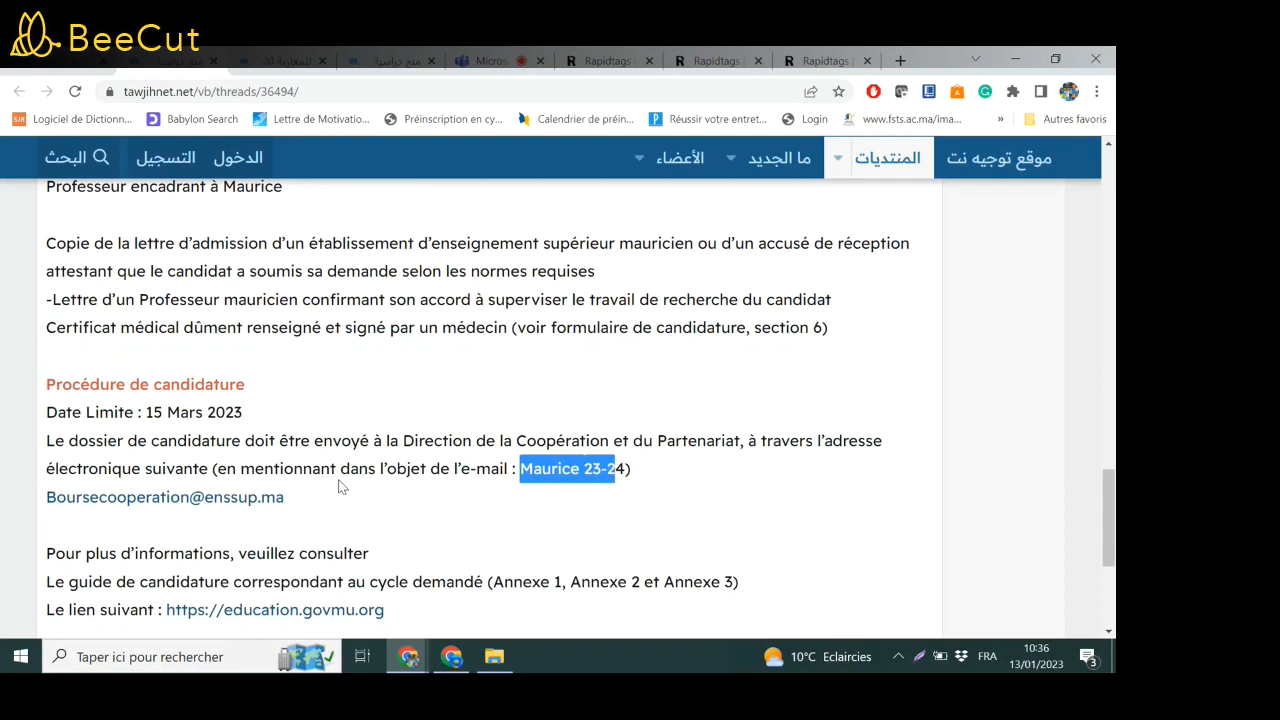 BeeCut
Micros
Rapidtags
Rapidtags
Rapidtags
tawjihnet.net/vb/threads/36494/
Logiciel de Dictionn...
Babylon Search
Lettre de Motivatio...
Préinscription en cy...
Calendrier de préin...
Réussir votre entret...
Login
www.fsts.ac.ma/ima...
»
Autres favoris
موقع توجيه نت
المنتديات
ما الجديد
الأعضاء
الدخول
التسجيل
البحث
Professeur encadrant à Maurice
Copie de la lettre d’admission d’un établissement d’enseignement supérieur mauricien ou d’un accusé de réception
attestant que le candidat a soumis sa demande selon les normes requises
-Lettre d’un Professeur mauricien confirmant son accord à superviser le travail de recherche du candidat
Certificat médical dûment renseigné et signé par un médecin (voir formulaire de candidature, section 6)
Procédure de candidature
Date Limite : 15 Mars 2023
Le dossier de candidature doit être envoyé à la Direction de la Coopération et du Partenariat, à travers l’adresse
électronique suivante (en mentionnant dans l’objet de l’e-mail : Maurice 23-24)
Boursecooperation@enssup.ma
Pour plus d’informations, veuillez consulter
Le guide de candidature correspondant au cycle demandé (Annexe 1, Annexe 2 et Annexe 3)
Le lien suivant : https://education.govmu.org
Taper ici pour rechercher
10°C Eclaircies
FRA
10:36
13/01/2023
3